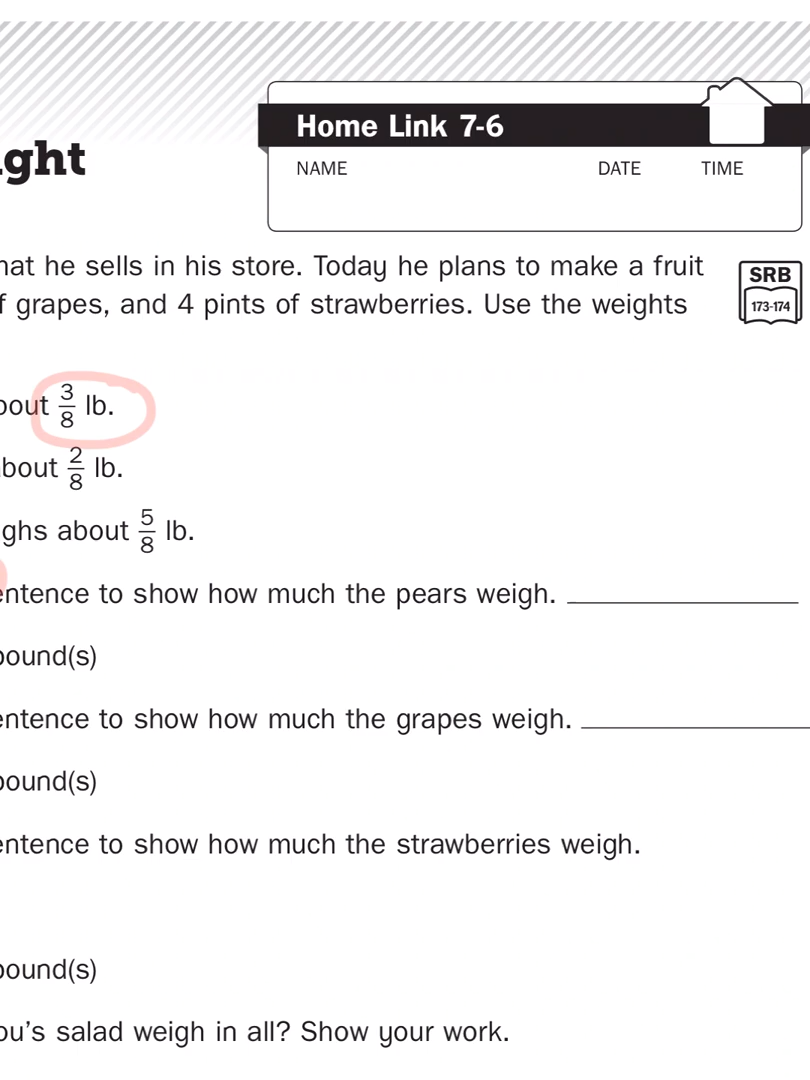 ght
Home Link 7-6
NAME DATE TIME
hat he sells in his store. Today he plans to make a fruit
f grapes, and 4 pints of strawberries. Use the weights
SRB
173-174
bout 3/8 lb.
about 2/8 lb.
ghs about 5/8 lb.
entence to show how much the pears weigh.
pound(s)
entence to show how much the grapes weigh.
pound(s)
entence to show how much the strawberries weigh.
pound(s)
ou's salad weigh in all? Show your work.